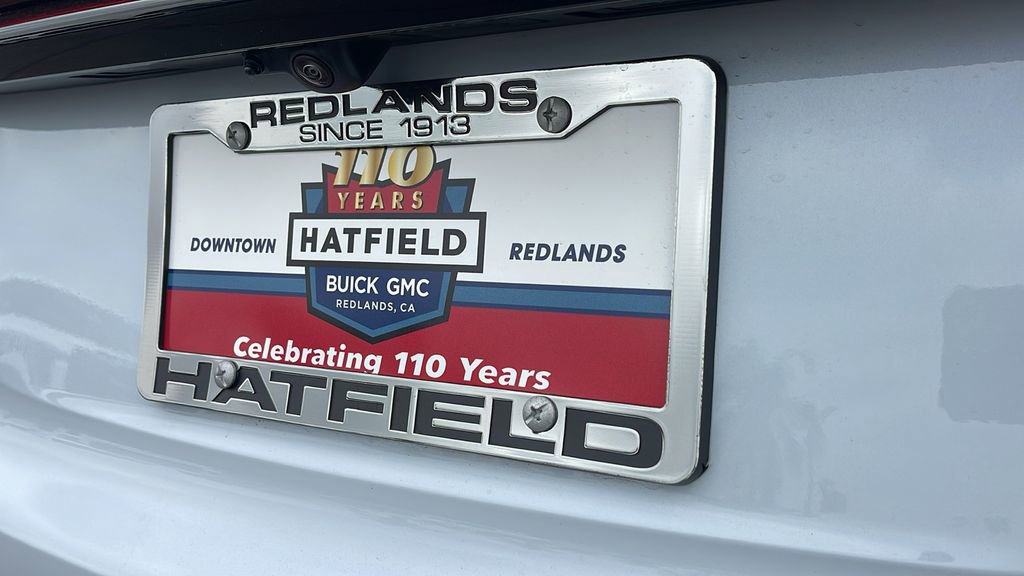 REDLANDS
SINCE 1913
110
YEARS
DOWNTOWN
HATFIELD
REDLANDS
BUICK GMC
REDLANDS, CA
Celebrating 110 Years
HATFIELD